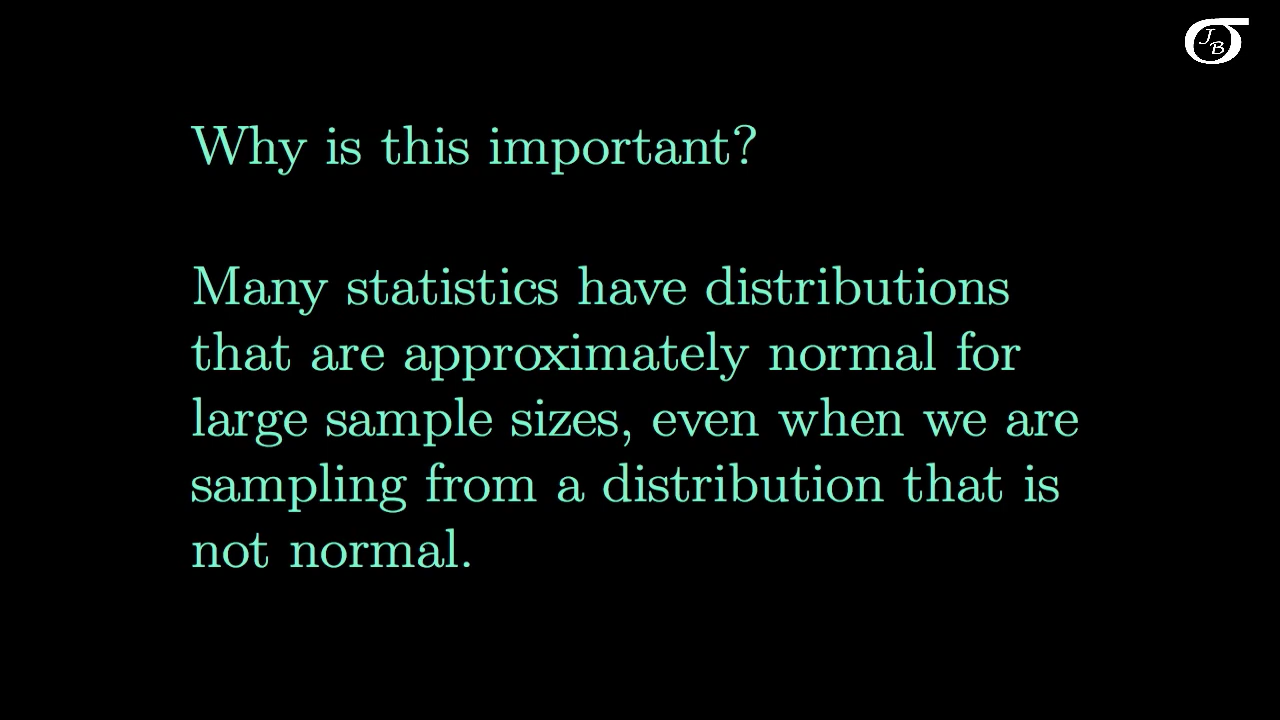 JB
Why is this important?
Many statistics have distributions
that are approximately normal for
large sample sizes, even when we are
sampling from a distribution that is
not normal.